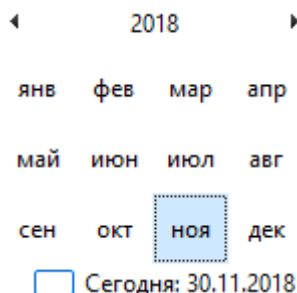 2018
янв фев мар апр
май июн июл авг
сен окт ноя дек
Сегодня: 30.11.2018